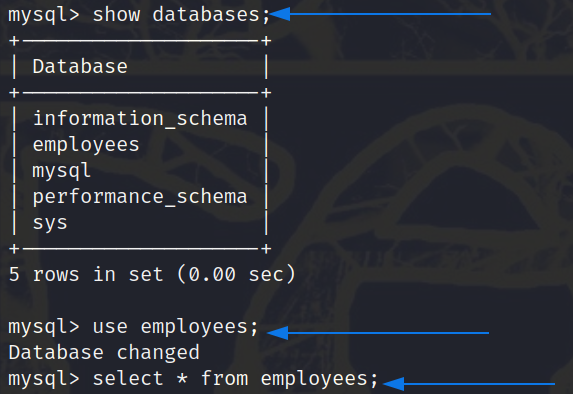 mysql> show databases;
+--------------------+
| Database           |
+--------------------+
| information_schema |
| employees          |
| mysql              |
| performance_schema |
| sys                |
+--------------------+
5 rows in set (0.00 sec)
mysql> use employees;
Database changed
mysql> select * from employees;